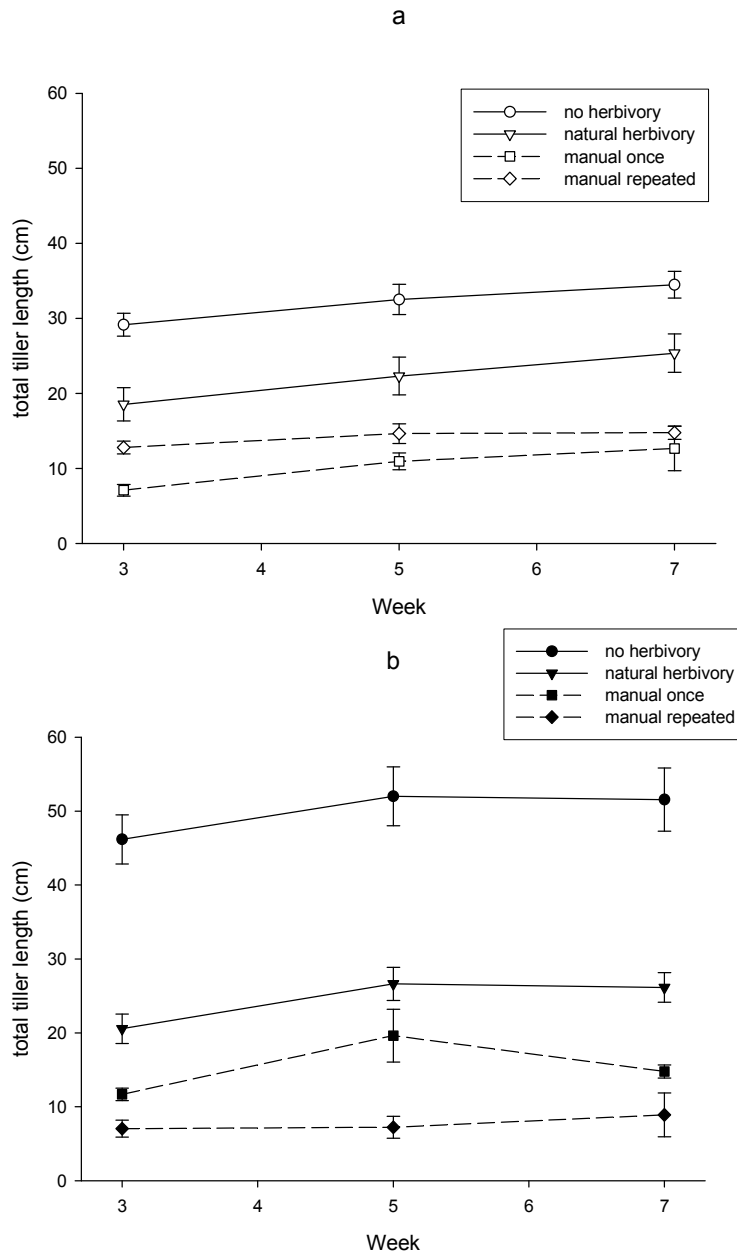 a
60
50
40
30
20
10
0
total tiller length (cm)
no herbivory
natural herbivory
manual once
manual repeated
3 4 5 6 7
Week
b
no herbivory
natural herbivory
manual once
manual repeated
60
50
40
30
20
10
0
total tiller length (cm)
3 4 5 6 7
Week